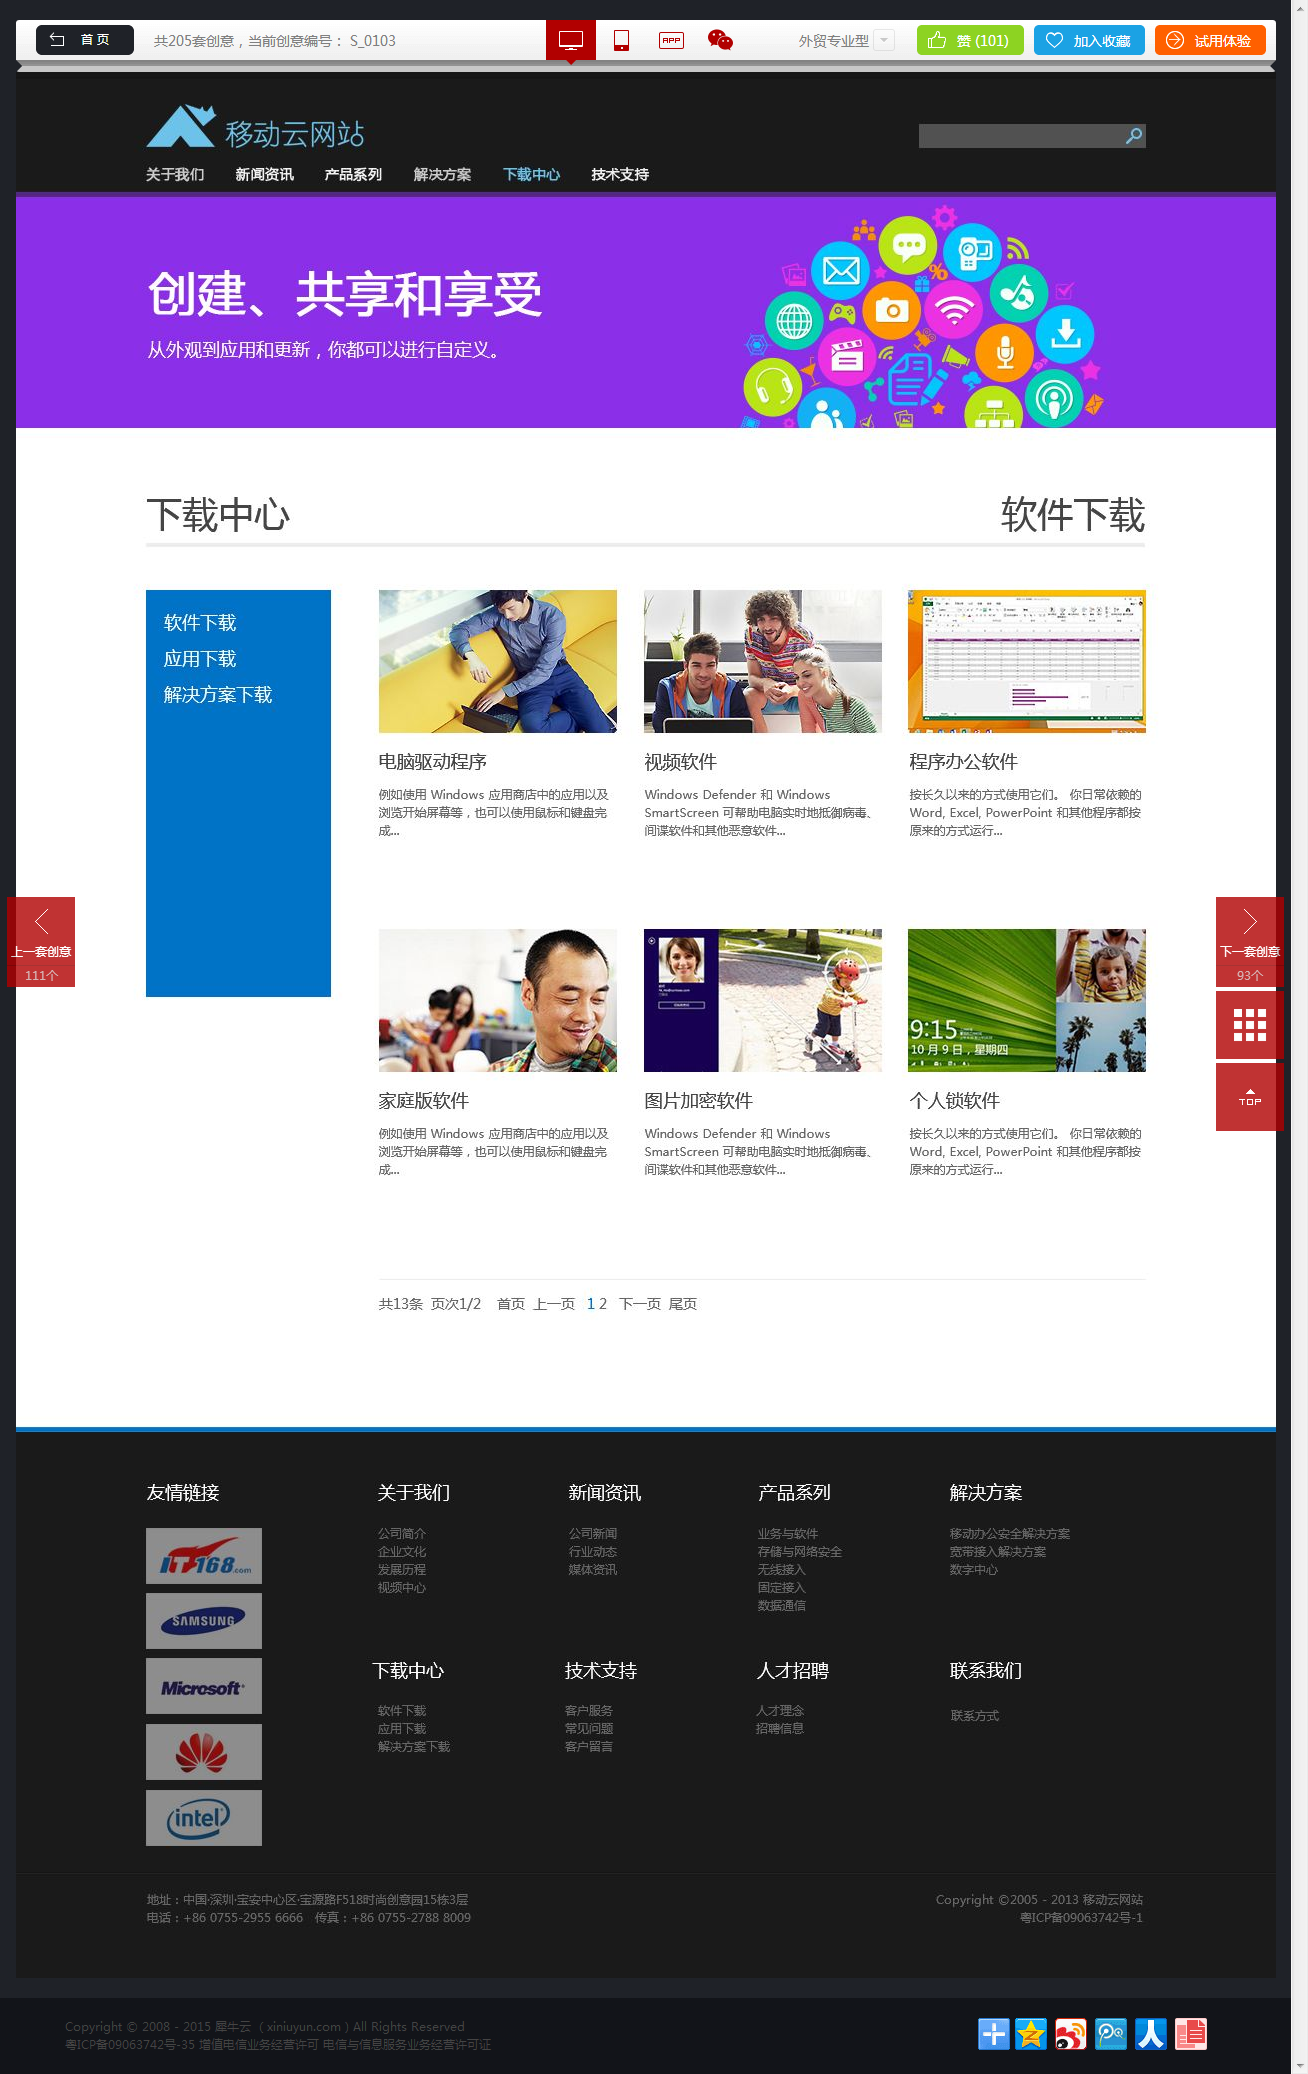 首 页
共205套创意，当前创意编号： S_0103
APP
外贸专业型
赞 (101)
加入收藏
试用体验
移动云网站
关于我们 新闻资讯 产品系列 解决方案 下载中心 技术支持
创建、共享和享受
从外观到应用和更新，你都可以进行自定义。
下载中心
软件下载
软件下载
应用下载
解决方案下载
电脑驱动程序
例如使用 Windows 应用商店中的应用以及
浏览开始屏幕等，也可以使用鼠标和键盘完
成...
视频软件
Windows Defender 和 Windows
SmartScreen 可帮助电脑实时地抵御病毒、
间谍软件和其他恶意软件...
程序办公软件
按长久以来的方式使用它们。 你日常依赖的
Word, Excel, PowerPoint 和其他程序都按
原来的方式运行...
上一套创意
111个
下一套创意
93个
TOP
9:15
10 月 9 日，星期四
家庭版软件
例如使用 Windows 应用商店中的应用以及
浏览开始屏幕等，也可以使用鼠标和键盘完
成...
图片加密软件
Windows Defender 和 Windows
SmartScreen 可帮助电脑实时地抵御病毒、
间谍软件和其他恶意软件...
个人锁软件
按长久以来的方式使用它们。 你日常依赖的
Word, Excel, PowerPoint 和其他程序都按
原来的方式运行...
共13条 页次1/2 首页 上一页 1 2 下一页 尾页
友情链接
IT168.com
SAMSUNG
Microsoft
intel
关于我们
公司简介
企业文化
发展历程
视频中心
新闻资讯
公司新闻
行业动态
媒体资讯
产品系列
业务与软件
存储与网络安全
无线接入
固定接入
数据通信
解决方案
移动办公安全解决方案
宽带接入解决方案
数字中心
下载中心
软件下载
应用下载
解决方案下载
技术支持
客户服务
常见问题
客户留言
人才招聘
人才理念
招聘信息
联系我们
联系方式
地址：中国·深圳·宝安中心区·宝源路F518时尚创意园15栋3层
电话：+86 0755-2955 6666 传真：+86 0755-2788 8009
Copyright ©2005 - 2013 移动云网站
粤ICP备09063742号-1
Copyright © 2008 - 2015 犀牛云 ( xiniuyun.com ) All Rights Reserved
粤ICP备09063742号-35 增值电信业务经营许可 电信与信息服务业务经营许可证